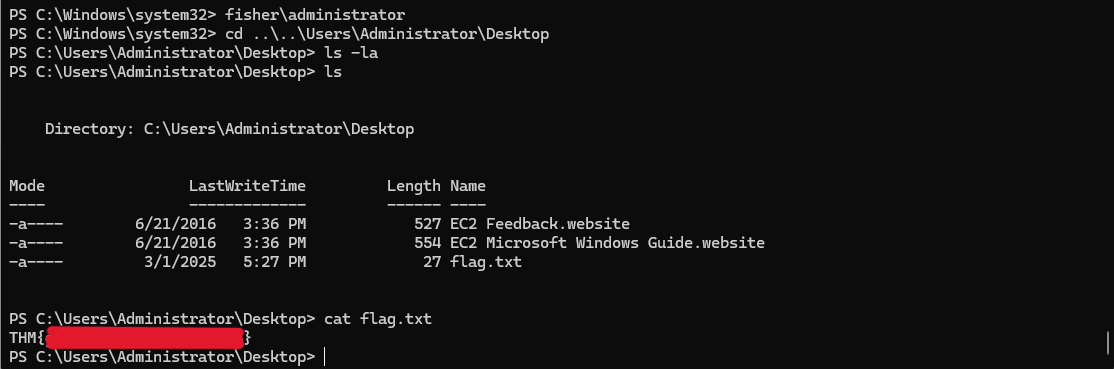 PS C:\Windows\system32> fisher\administrator
PS C:\Windows\system32> cd ..\..\Users\Administrator\Desktop
PS C:\Users\Administrator\Desktop> ls -la
PS C:\Users\Administrator\Desktop> ls
Directory: C:\Users\Administrator\Desktop
Mode LastWriteTime Length Name
---- ------------- ------ ----
-a---- 6/21/2016 3:36 PM 527 EC2 Feedback.website
-a---- 6/21/2016 3:36 PM 554 EC2 Microsoft Windows Guide.website
-a---- 3/1/2025 5:27 PM 27 flag.txt
PS C:\Users\Administrator\Desktop> cat flag.txt
THM{ }
PS C:\Users\Administrator\Desktop>